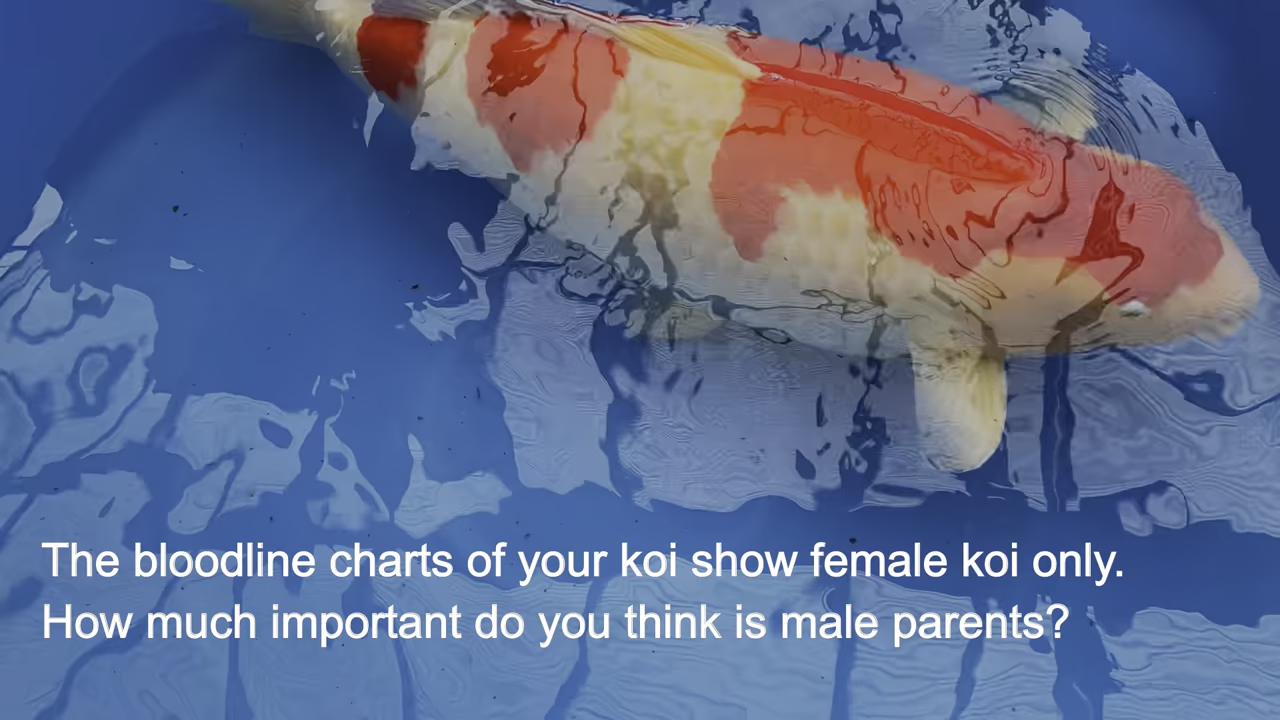 The bloodline charts of your koi show female koi only.
How much important do you think is male parents?